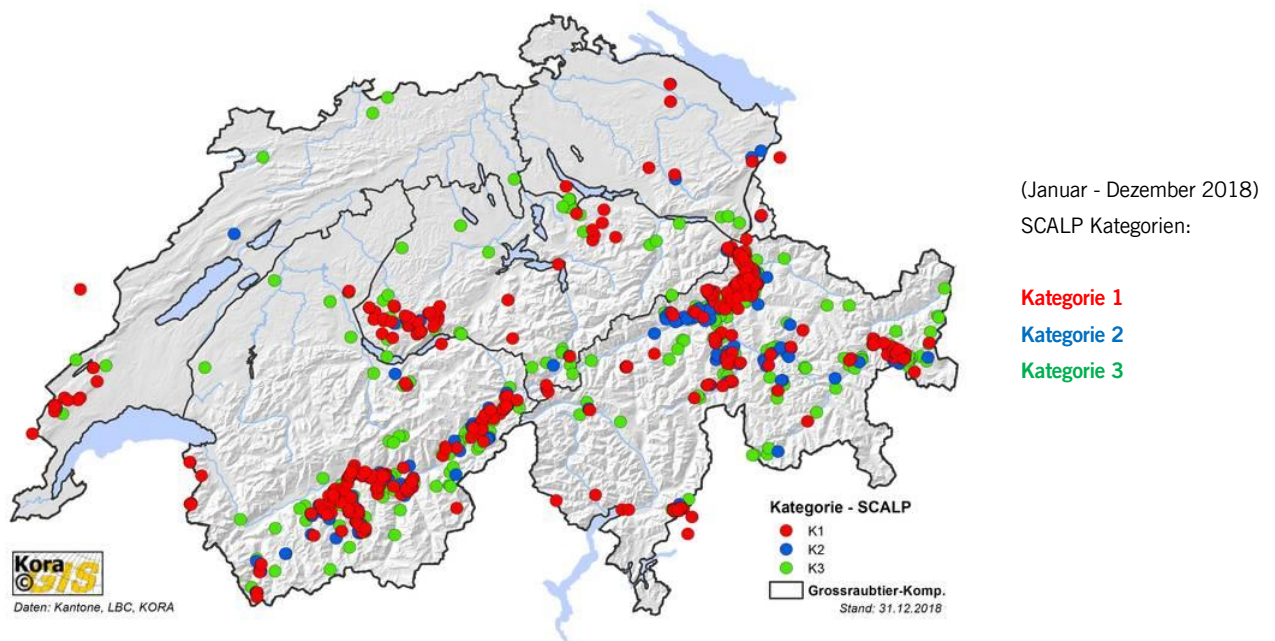 (Januar - Dezember 2018)
SCALP Kategorien:
Kategorie 1
Kategorie 2
Kategorie 3
Kategorie - SCALP
K1
K2
K3
Grossraubtier-Komp.
Stand: 31.12.2018
Kora
©GIS
Daten: Kantone, LBC, KORA